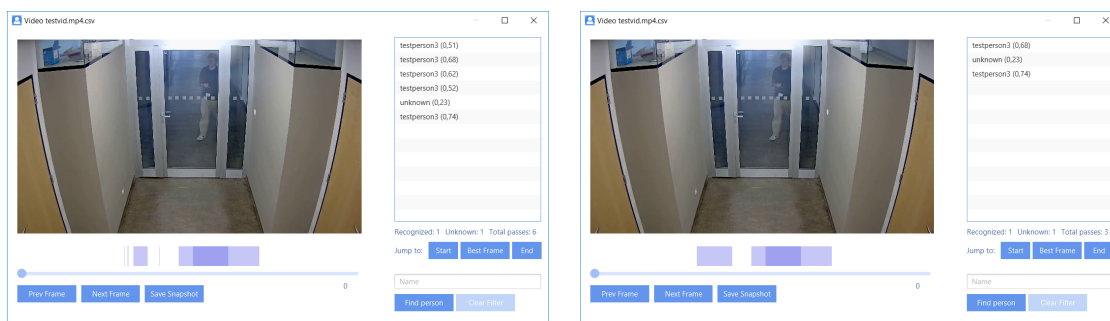 Video testvid.mp4.csv
testperson3 (0,51)
testperson3 (0,68)
testperson3 (0,62)
testperson3 (0,52)
unknown (0,23)
testperson3 (0,74)
Recognized: 1 Unknown: 1 Total passes: 6
Jump to: Start Best Frame End
0
Name
Prev Frame Next Frame Save Snapshot
Find person Clear Filter
Video testvid.mp4.csv
testperson3 (0,68)
unknown (0,23)
testperson3 (0,74)
Recognized: 1 Unknown: 1 Total passes: 3
Jump to: Start Best Frame End
0
Name
Prev Frame Next Frame Save Snapshot
Find person Clear Filter